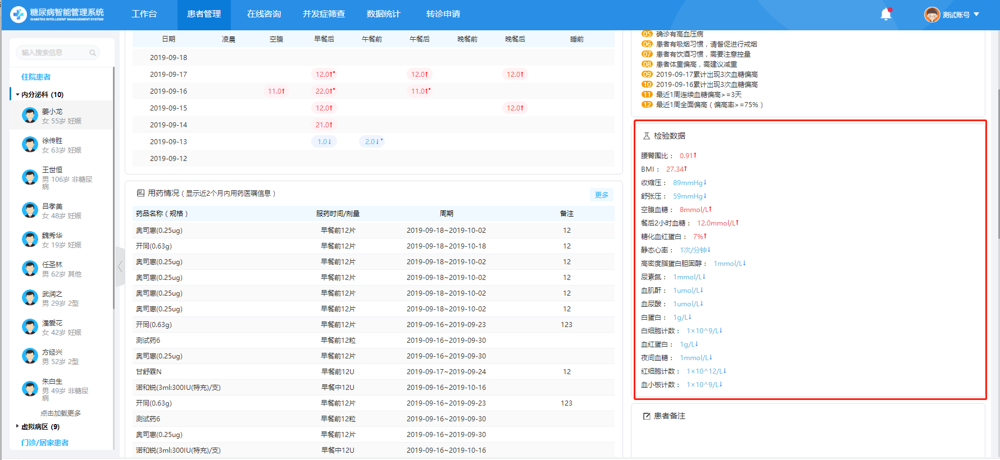 糖尿病智能管理系统
DIABETES INTELLIGENT MANAGEMENT SYSTEM
工作台 患者管理 在线咨询 并发症筛查 数据统计 转诊申请
测试账号
输入搜索信息
住院患者
内分泌科 (10)
姜小龙
女 55岁 妊娠
徐传胜
女 63岁 妊娠
王世恒
男 106岁 非糖尿
病
吕孝美
女 48岁 妊娠
魏秀华
女 19岁 妊娠
任圣林
男 62岁 其他
武润之
男 29岁 2型
潘爱花
女 42岁 妊娠
方经兴
男 52岁 2型
朱白生
男 49岁 非糖尿
病
点击加载更多
虚拟病区 (9)
门诊/居家患者
日期 凌晨 空腹 早餐后 午餐前 午餐后 晚餐前 晚餐后 睡前
2019-09-18
2019-09-17 12.0↑• 12.0↑ 12.0↑
2019-09-16 11.0↑ 22.0↑• 11.0↑•
2019-09-15 12.0↑ 12.0↑
2019-09-14 21.0↑
2019-09-13 1.0↓ 2.0↓•
2019-09-12
用药情况（显示近2个月内用药医嘱信息）
更多
药品名称（规格） 服药时间/剂量 周期 备注
奥司惠(0.25ug) 早餐前12片 2019-09-18~2019-10-02 12
开同(0.63g) 早餐前12片 2019-09-18~2019-10-18 12
奥司惠(0.25ug) 早餐前12片 2019-09-18~2019-10-02 12
奥司惠(0.25ug) 早餐前12片 2019-09-18~2019-10-02 12
奥司惠(0.25ug) 早餐前12片 2019-09-18~2019-10-02 12
奥司惠(0.25ug) 早餐前12片 2019-09-18~2019-10-02 12
开同(0.63g) 早餐前12片 2019-09-16~2019-09-23 123
测试药6 早餐前12粒 2019-09-16~2019-09-30
奥司惠(0.25ug) 早餐前12片 2019-09-16~2019-09-30
甘舒霖N 早餐前12U 2019-09-17~2019-09-24 12
诺和锐(3ml:300IU(特充)/支) 早餐中12U 2019-09-16~2019-10-16
开同(0.63g) 早餐前12片 2019-09-16~2019-09-23 123
测试药6 早餐前12粒 2019-09-16~2019-09-30
奥司惠(0.25ug) 早餐前12片 2019-09-16~2019-09-30
诺和锐(3ml:300IU(特充)/支) 早餐中12U 2019-09-16~2019-10-16
05 确诊有高血压病
06 患者有吸烟习惯，请督促进行戒烟
07 患者有饮酒习惯，需要注意控量
08 患者体重偏高，需建议减重
09 2019-09-17累计出现3次血糖偏高
10 2019-09-16累计出现3次血糖偏高
11 最近1周连续血糖偏高>=3天
12 最近1周全面偏高（偏高率>=75%）
检验数据
腰臀围比： 0.91↑
BMI： 27.34↑
收缩压： 89mmHg↓
舒张压： 59mmHg↓
空腹血糖： 8mmol/L↑
餐后2小时血糖： 12.0mmol/L↑
糖化血红蛋白： 7%↑
静态心率： 1次/分钟↓
高密度脂蛋白胆固醇： 1mmol/L↓
尿素氮： 1mmol/L↓
血肌酐： 1umol/L↓
血尿酸： 1umol/L↓
白蛋白： 1g/L↓
白细胞计数： 1×10^9/L↓
血红蛋白： 1g/L↓
夜间血糖： 1mmol/L↓
红细胞计数： 1×10^12/L↓
血小板计数： 1×10^9/L↓
患者备注